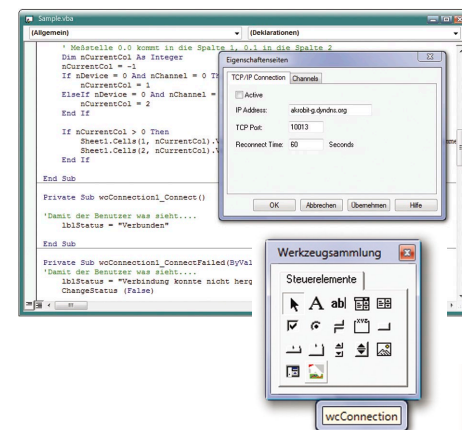 Sample.vba
(Allgemein)
(Deklarationen)
' Meßstelle 0.0 kommt in die Spalte 1, 0.1 in die Spalte 2
Dim nCurrentCol As Integer
nCurrentCol = -1
If nDevice = 0 And nChannel = 0 Th
nCurrentCol = 1
ElseIf nDevice = 0 And nChannel =
nCurrentCol = 2
End If
If nCurrentCol > 0 Then
Sheet1.Cells(1, nCurrentCol).V
Sheet1.Cells(2, nCurrentCol).V
End If
End Sub
Private Sub wcConnection1_Connect()
'Damit der Benutzer was sieht....
lblStatus = "Verbunden"
End Sub
Private Sub wcConnection1_ConnectFailed(ByVal
'Damit der Benutzer was sieht....
lblStatus = "Verbindung konnte nicht herg
ChangeStatus (False)
Eigenschaftenseiten
TCP/IP Connection
Channels
Active
IP Address:
akrobit-g.dyndns.org
TCP Port:
10013
Reconnect Time:
60
Seconds
OK
Abbrechen
Übernehmen
Hilfe
Werkzeugsammlung
Steuerelemente
A
ab|
XYZ
wcConnection